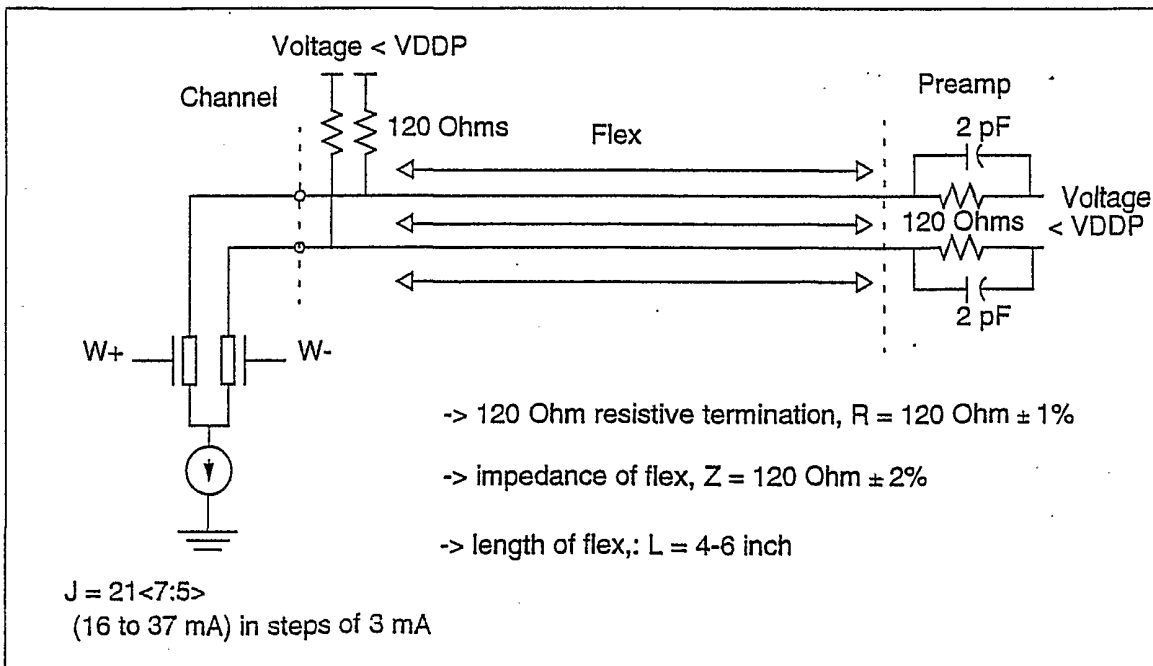 Voltage < VDDP
Channel
120 Ohms
Flex
Preamp
2 pF
Voltage
120 Ohms < VDDP
2 pF
W+
W-
-> 120 Ohm resistive termination, R = 120 Ohm ± 1%
-> impedance of flex, Z = 120 Ohm ± 2%
-> length of flex,: L = 4-6 inch
J = 21<7:5>
(16 to 37 mA) in steps of 3 mA